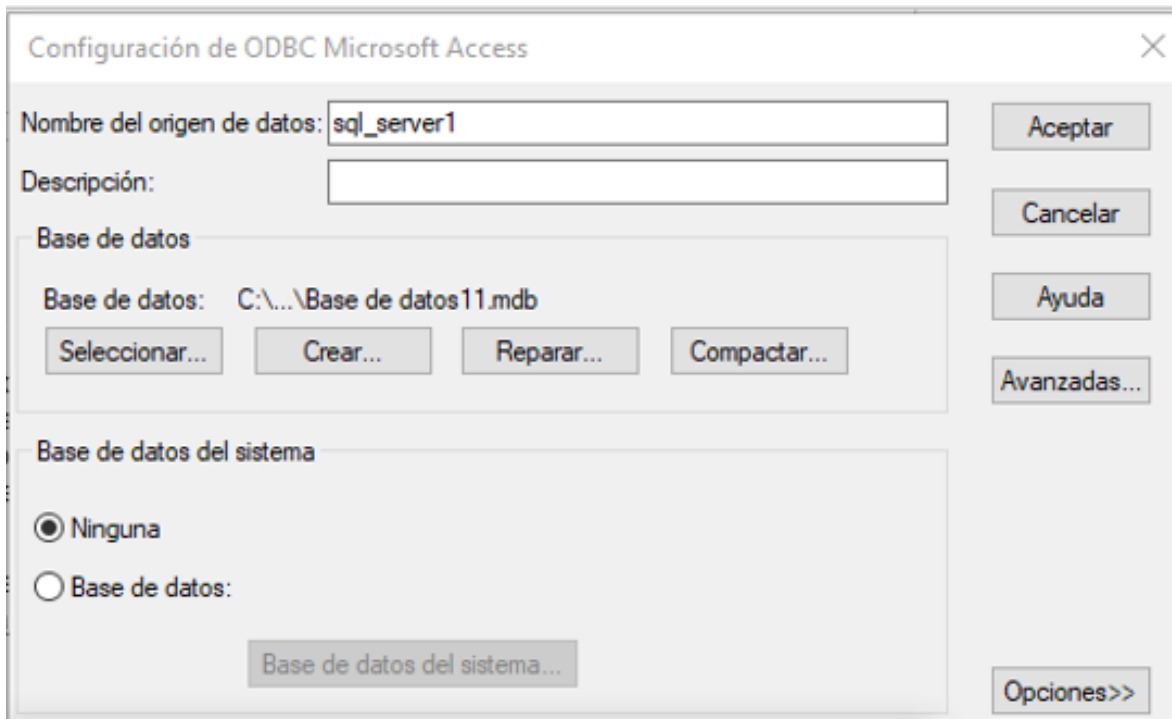 Configuración de ODBC Microsoft Access
Nombre del origen de datos: sql_server1
Aceptar
Descripción:
Cancelar
Base de datos
Base de datos: C:\...\Base de datos11.mdb
Ayuda
Seleccionar... Crear... Reparar... Compactar...
Avanzadas...
Base de datos del sistema
Ninguna
Base de datos:
Base de datos del sistema...
Opciones>>